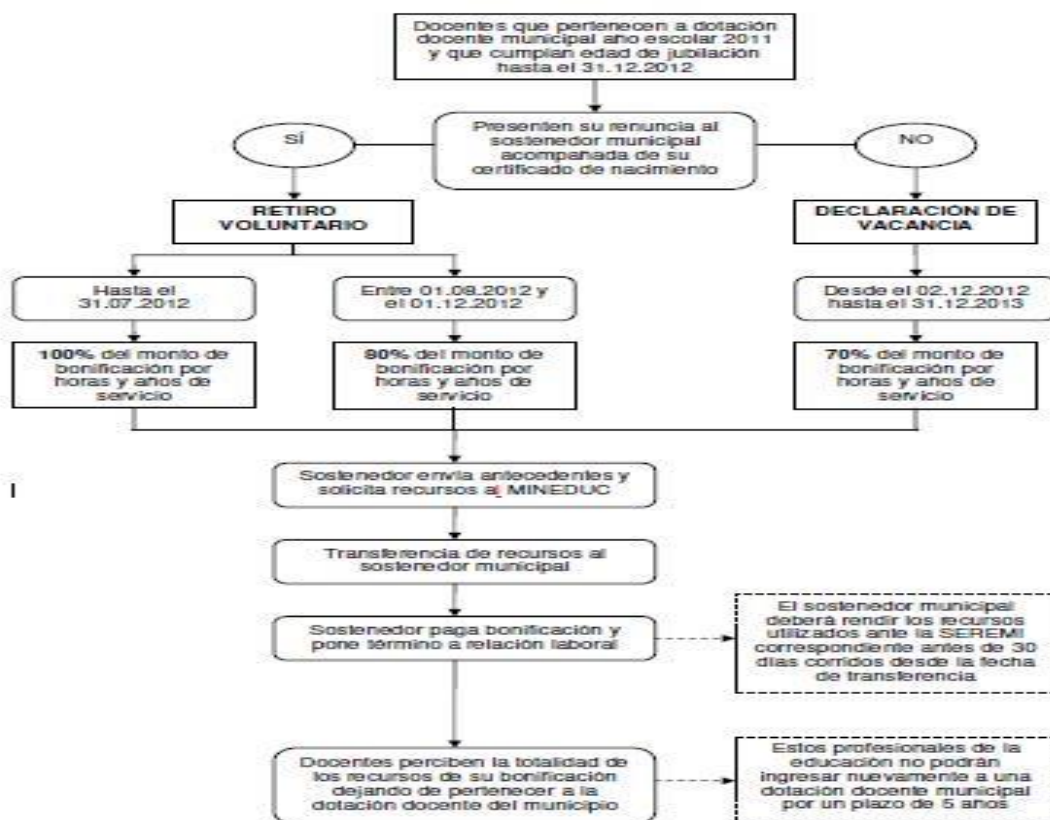 Docentes que pertenecen a dotación
docente municipal año escolar 2011
y que cumplan edad de jubilación
hasta el 31.12.2012
SÍ
Presenten su renuncia al
sostenedor municipal
acompañada de su
certificado de nacimiento
NO
RETIRO
VOLUNTARIO
DECLARACIÓN DE
VACANCIA
Hasta el
31.07.2012
Entre 01.08.2012 y
el 01.12.2012
Desde el 02.12.2012
hasta el 31.12.2013
100% del monto de
bonificación por
horas y años de
servicio
80% del monto de
bonificación por
horas y años de
servicio
70% del monto de
bonificación por
horas y años de
servicio
Sostenedor envía antecedentes y
solicita recursos al MINEDUC
I
Transferencia de recursos al
sostenedor municipal
Sostenedor paga bonificación y
pone término a relación laboral
El sostenedor municipal
deberá rendir los recursos
utilizados ante la SEREMI
correspondiente antes de 30
días corridos desde la fecha
de transferencia
Docentes perciben la totalidad de
los recursos de su bonificación
dejando de pertenecer a la
dotación docente del municipio
Estos profesionales de la
educación no podrán
ingresar nuevamente a una
dotación docente municipal
por un plazo de 5 años